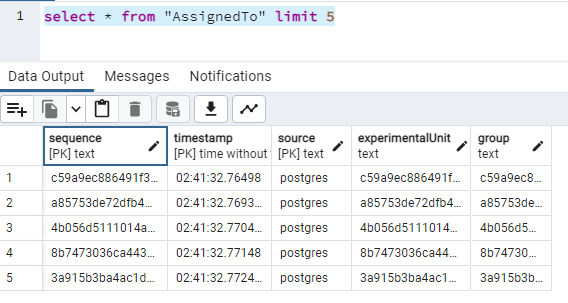 1 select * from "AssignedTo" limit 5
Data Output Messages Notifications
sequence timestamp source experimentalUnit group
[PK] text [PK] time without [PK] text text text
1 c59a9ec886491f3... 02:41:32.76498 postgres c59a9ec886491f... c59a9ec8...
2 a85753de72dfb4... 02:41:32.7693... postgres a85753de72dfb4... a85753de...
3 4b056d5111014a... 02:41:32.7704... postgres 4b056d5111014... 4b056d5...
4 8b7473036ca443... 02:41:32.77148 postgres 8b7473036ca44... 8b74730...
5 3a915b3ba4ac1d... 02:41:32.7724... postgres 3a915b3ba4ac1... 3a915b3b...